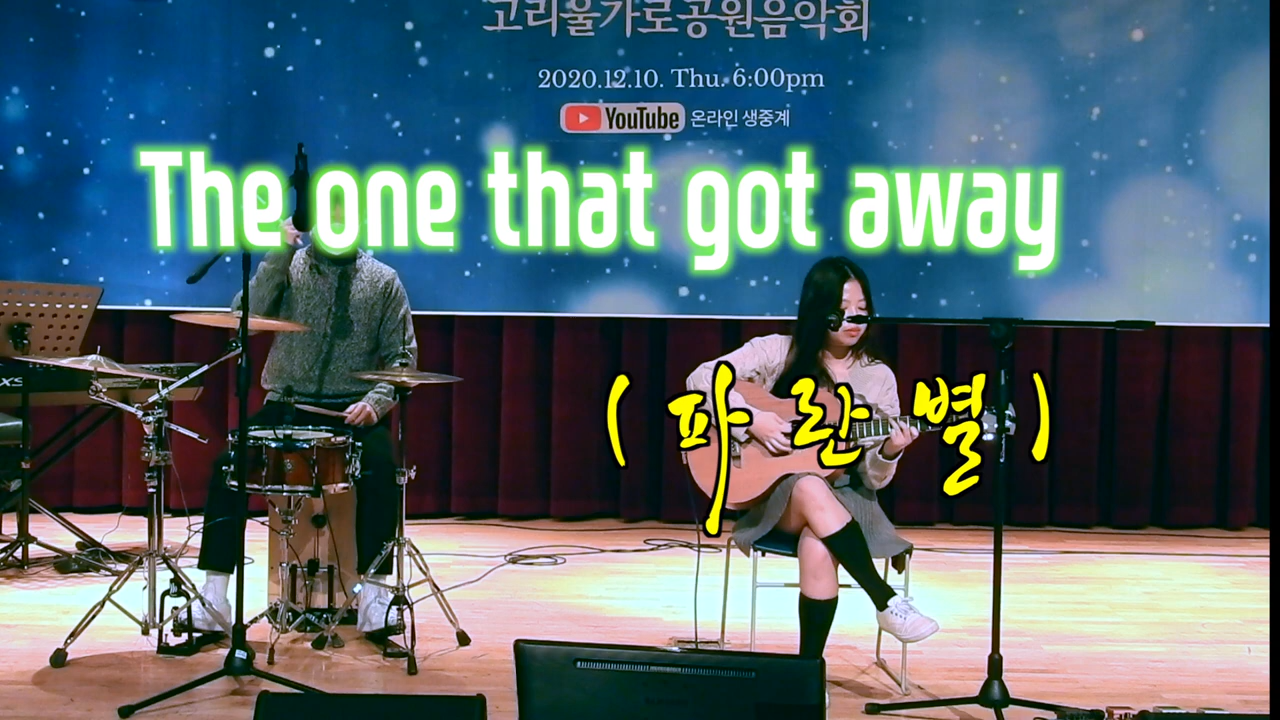 고리울가로공원음악회
2020.12.10. Thu. 6:00pm
YouTube 온라인 생중계
The one that got away
( 파 란 별 )
XS